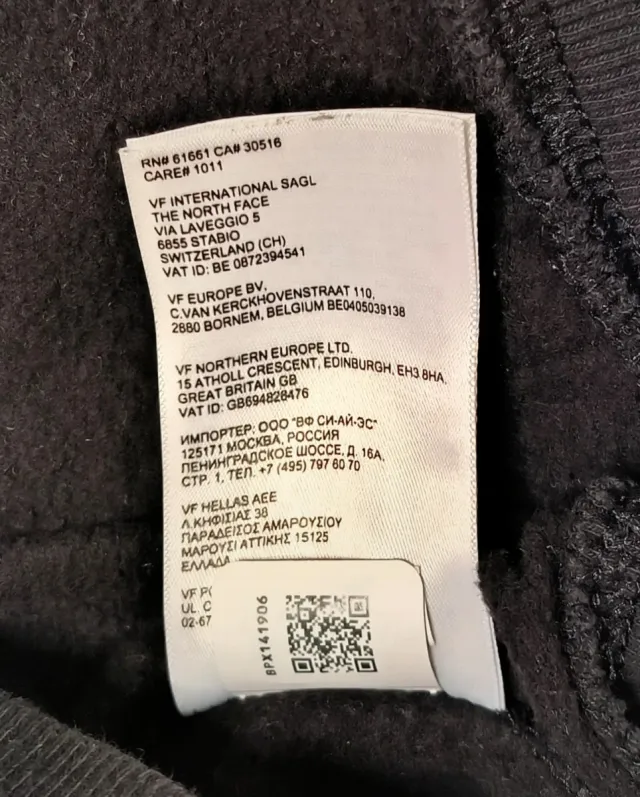 RN# 61661 CA# 30516
CARE# 1011
VF INTERNATIONAL SAGL
THE NORTH FACE
VIA LAVEGGIO 5
6855 STABIO
SWITZERLAND (CH)
VAT ID: BE 0872394541
VF EUROPE BV.
C.VAN KERCKHOVENSTRAAT 110,
2880 BORNEM, BELGIUM BE0405039138
VF NORTHERN EUROPE LTD.
15 ATHOLL CRESCENT, EDINBURGH, EH3 8HA,
GREAT BRITAIN GB
VAT ID: GB694828476
ИМПОРТЕР: ООО "ВФ СИ-АЙ-ЭС"
125171 МОСКВА, РОССИЯ
ЛЕНИНГРАДСКОЕ ШОССЕ, Д. 16А,
СТР. 1, ТЕЛ. +7 (495) 797 60 70
VF HELLAS AEE
Λ.ΚΗΦΙΣΙΑΣ 38
ΠΑΡΑΔΕΙΣΟΣ ΑΜΑΡΟΥΣΙΟΥ
ΜΑΡΟΥΣΙ ΑΤΤΙΚΗΣ 15125
ΕΛΛΑΔΑ
VF
UL. C
02-67
8PX141906